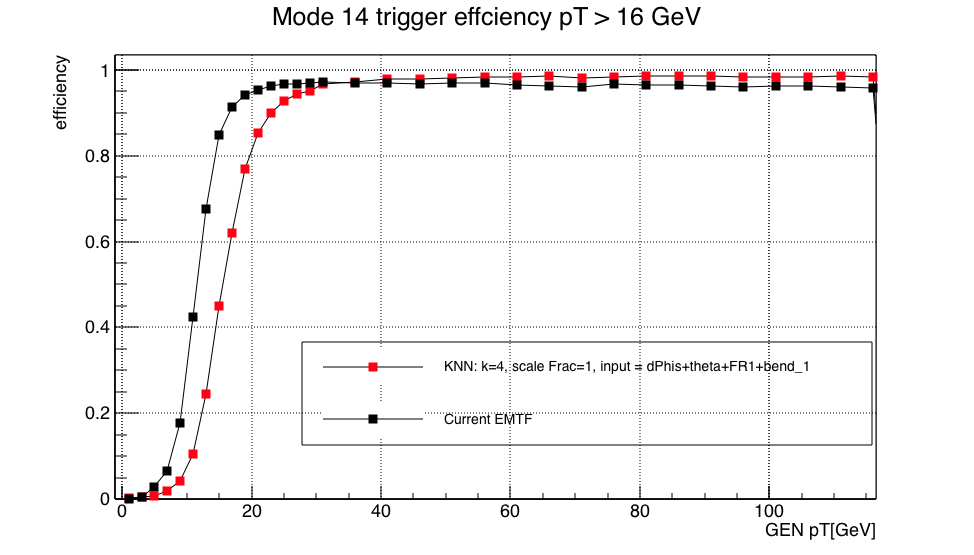 Mode 14 trigger effciency pT > 16 GeV
efficiency
1
0.8
0.6
0.4
0.2
0
KNN: k=4, scale Frac=1, input = dPhis+theta+FR1+bend_1
Current EMTF
0 20 40 60 80 100
GEN pT[GeV]